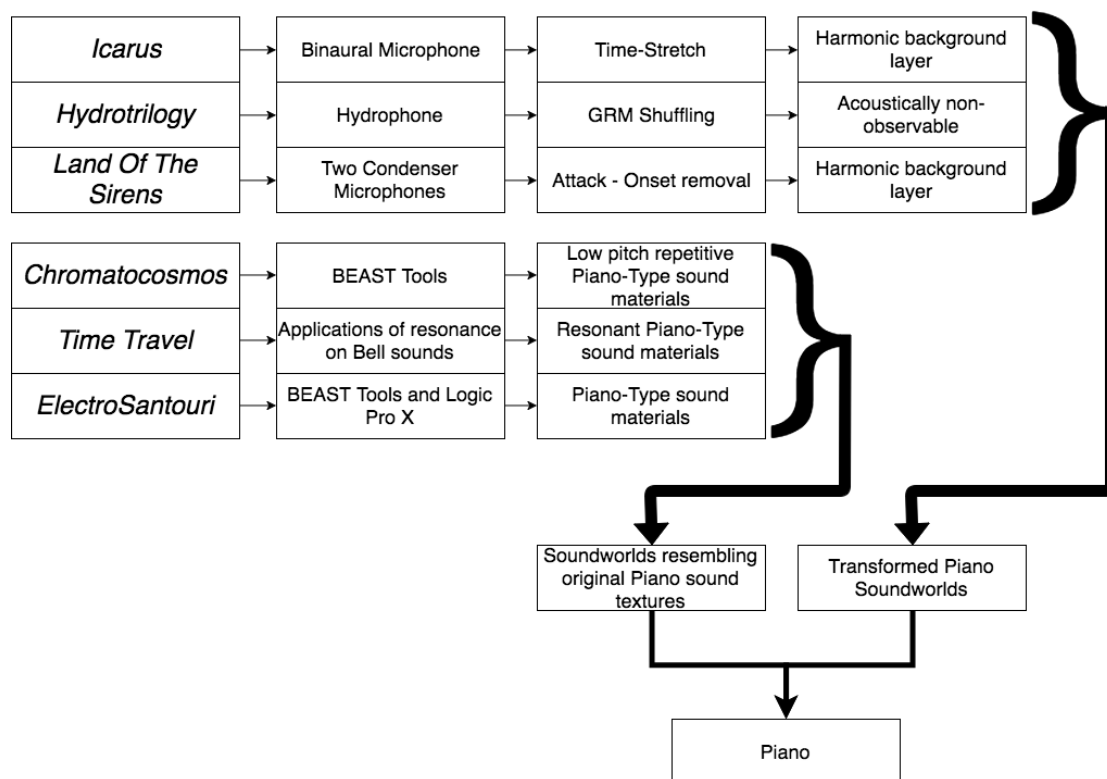 Icarus
Binaural Microphone
Time-Stretch
Harmonic background
layer
Hydrotrilogy
Hydrophone
GRM Shuffling
Acoustically non-
observable
Land Of The
Sirens
Two Condenser
Microphones
Attack - Onset removal
Harmonic background
layer
Chromatocosmos
BEAST Tools
Low pitch repetitive
Piano-Type sound
materials
Time Travel
Applications of resonance
on Bell sounds
Resonant Piano-Type
sound materials
ElectroSantouri
BEAST Tools and Logic
Pro X
Piano-Type sound
materials
Soundworlds resembling
original Piano sound
textures
Transformed Piano
Soundworlds
Piano